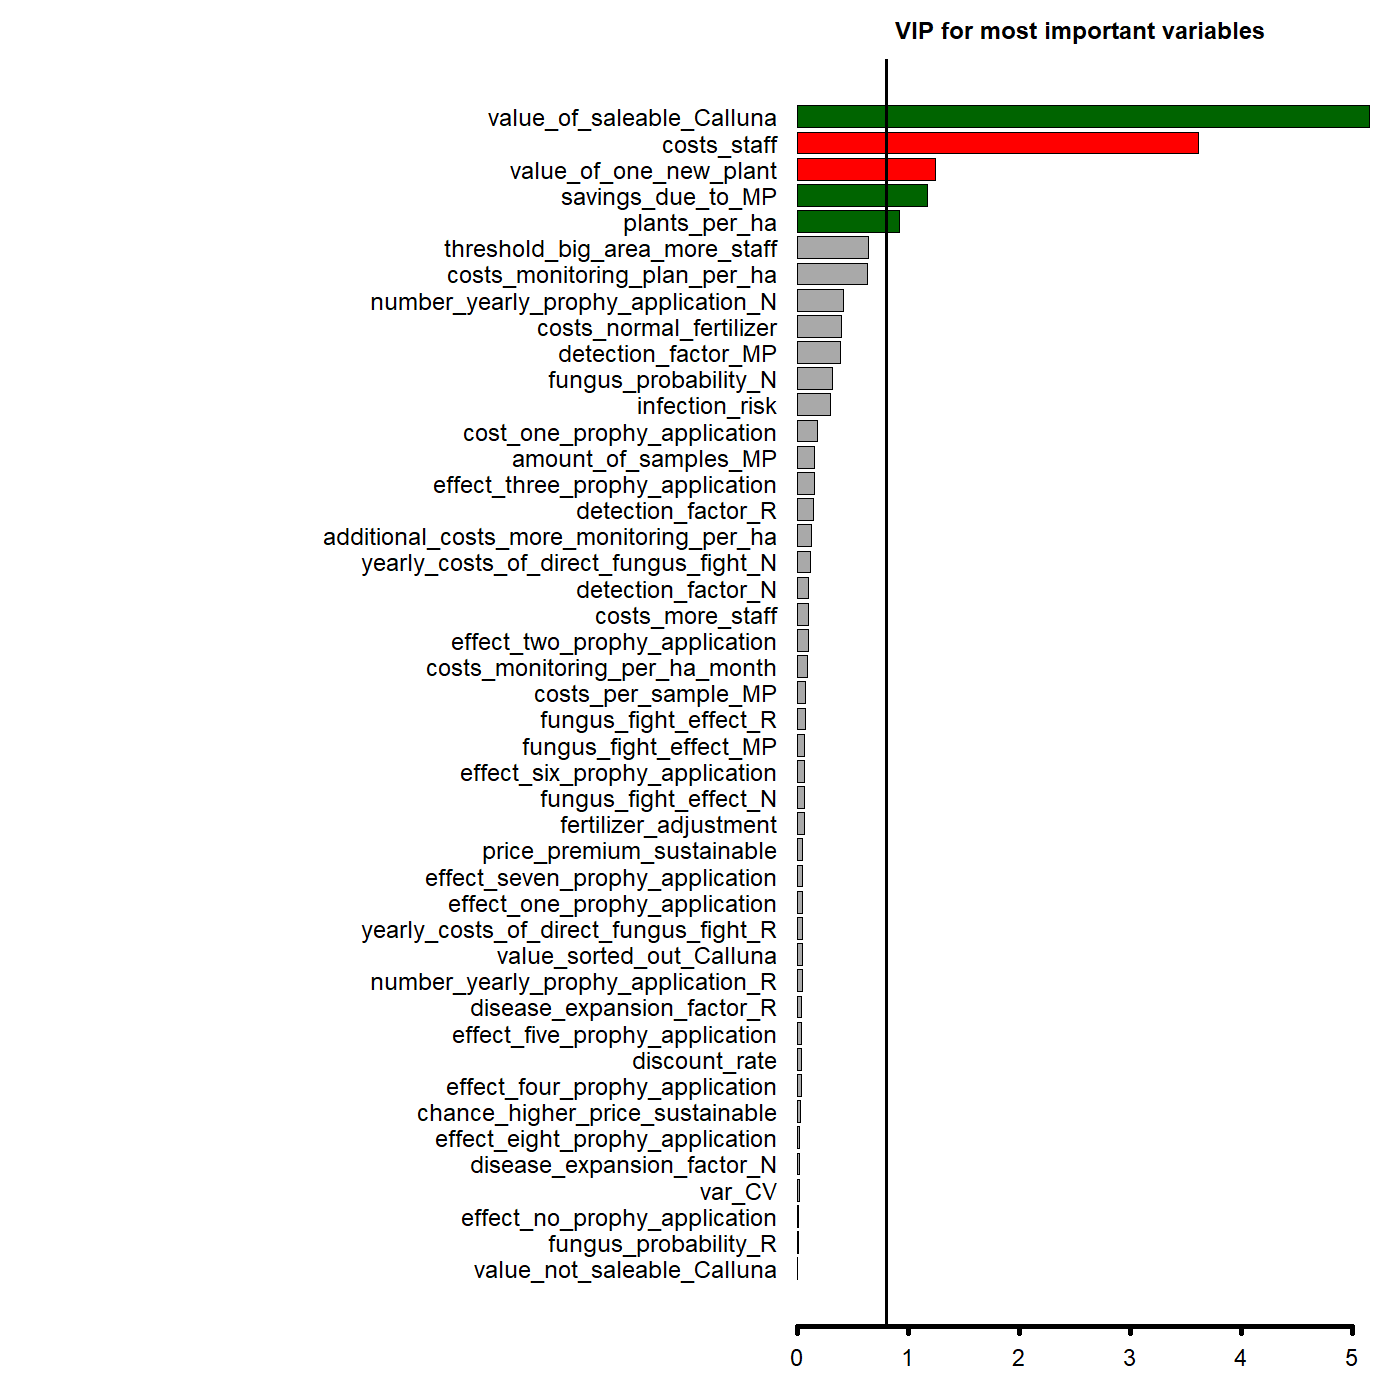 VIP for most important variables
value_of_saleable_Calluna
costs_staff
value_of_one_new_plant
savings_due_to_MP
plants_per_ha
threshold_big_area_more_staff
costs_monitoring_plan_per_ha
number_yearly_prophy_application_N
costs_normal_fertilizer
detection_factor_MP
fungus_probability_N
infection_risk
cost_one_prophy_application
amount_of_samples_MP
effect_three_prophy_application
detection_factor_R
additional_costs_more_monitoring_per_ha
yearly_costs_of_direct_fungus_fight_N
detection_factor_N
costs_more_staff
effect_two_prophy_application
costs_monitoring_per_ha_month
costs_per_sample_MP
fungus_fight_effect_R
fungus_fight_effect_MP
effect_six_prophy_application
fungus_fight_effect_N
fertilizer_adjustment
price_premium_sustainable
effect_seven_prophy_application
effect_one_prophy_application
yearly_costs_of_direct_fungus_fight_R
value_sorted_out_Calluna
number_yearly_prophy_application_R
disease_expansion_factor_R
effect_five_prophy_application
discount_rate
effect_four_prophy_application
chance_higher_price_sustainable
effect_eight_prophy_application
disease_expansion_factor_N
var_CV
effect_no_prophy_application
fungus_probability_R
value_not_saleable_Calluna
0 1 2 3 4 5